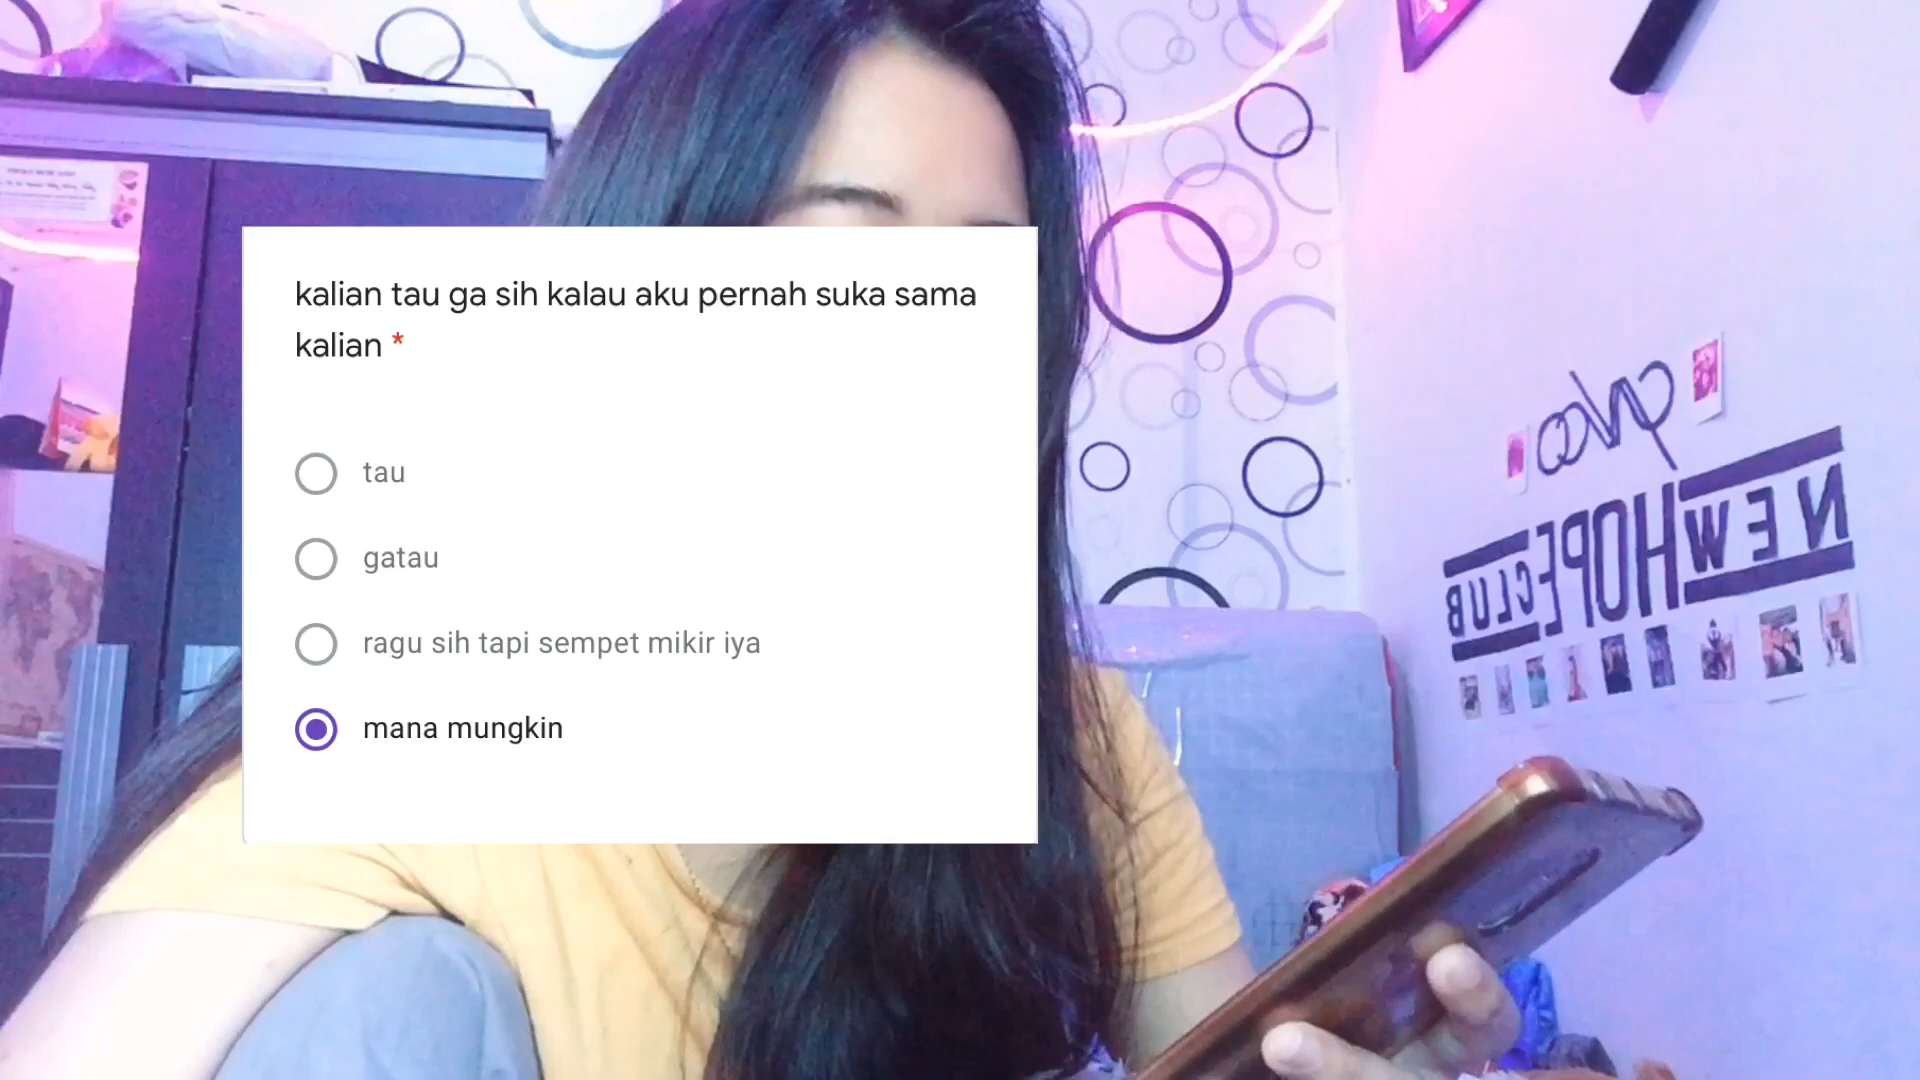 kalian tau ga sih kalau aku pernah suka sama
kalian *
tau
gatau
ragu sih tapi sempet mikir iya
mana mungkin
NEW HOPE CLUB